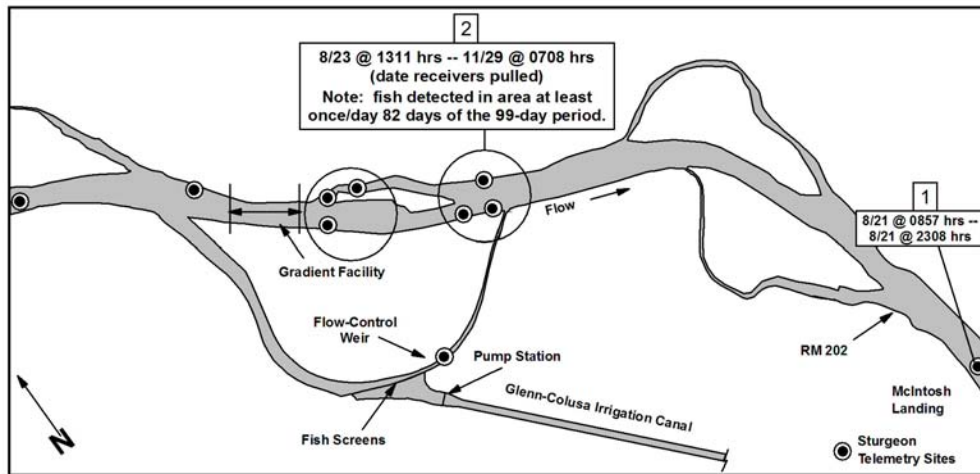 2
8/23 @ 1311 hrs -- 11/29 @ 0708 hrs
(date receivers pulled)
Note: fish detected in area at least
once/day 82 days of the 99-day period.
1
8/21 @ 0857 hrs --
8/21 @ 2308 hrs
Flow
Gradient Facility
Flow-Control
Weir
Pump Station
RM 202
Glenn-Colusa Irrigation Canal
McIntosh
Landing
Fish Screens
N
Sturgeon
Telemetry Sites